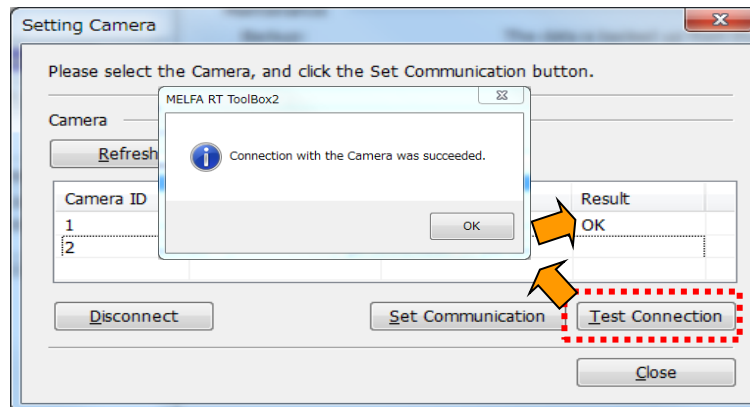 Setting Camera
Please select the Camera, and click the Set Communication button.
MELFA RT ToolBox2
Camera
Refresh
Connection with the Camera was succeeded.
Camera ID
Result
OK
1
OK
2
Disconnect
Set Communication
Test Connection
Close